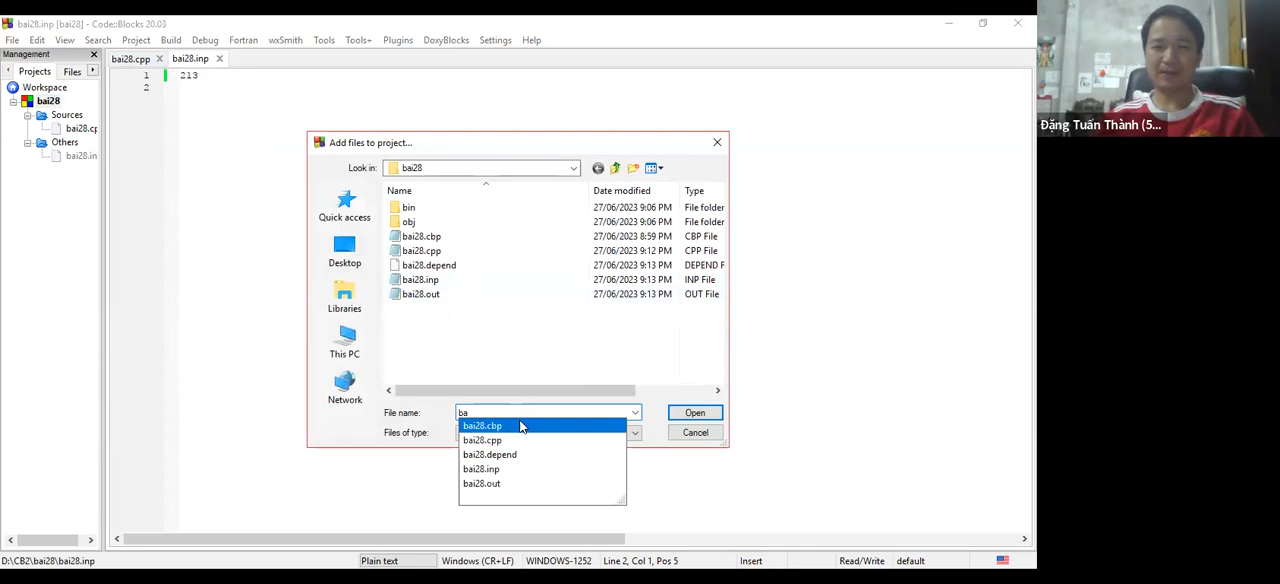 bai28.inp [bai28] - Code::Blocks 20.03
File Edit View Search Project Build Debug Fortran wxSmith Tools Tools+ Plugins DoxyBlocks Settings Help
Management
Projects Files
Workspace
bai28
Sources
bai28.cp
Others
bai28.in
bai28.cpp bai28.inp
1 213
2
Add files to project...
Look in: bai28
Quick access
Desktop
Libraries
This PC
Network
Name Date modified Type
bin 27/06/2023 9:06 PM File folder
obj 27/06/2023 9:06 PM File folder
bai28.cbp 27/06/2023 8:59 PM CBP File
bai28.cpp 27/06/2023 9:12 PM CPP File
bai28.depend 27/06/2023 9:13 PM DEPEND F
bai28.inp 27/06/2023 9:13 PM INP File
bai28.out 27/06/2023 9:13 PM OUT File
File name: ba Open
Files of type: Cancel
bai28.cbp
bai28.cpp
bai28.depend
bai28.inp
bai28.out
D:\CB2\bai28\bai28.inp Plain text Windows (CR+LF) WINDOWS-1252 Line 2, Col 1, Pos 5 Insert Read/Write default
Đặng Tuấn Thành (5...